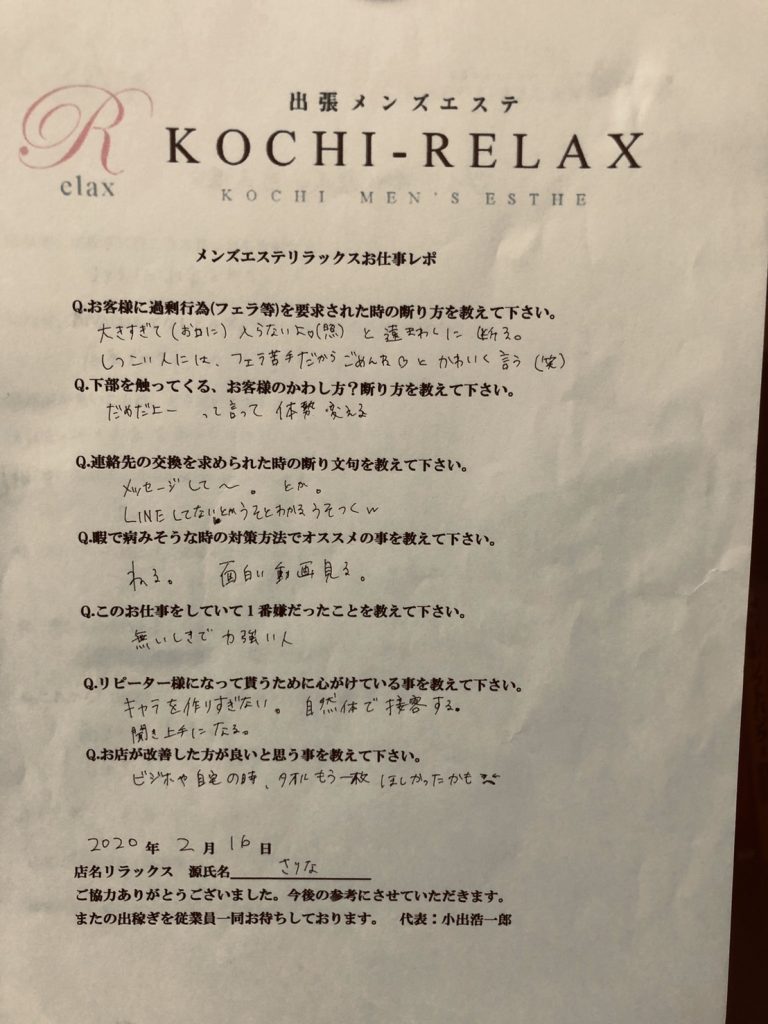 出張メンズエステ
R
elax
KOCHI-RELAX
KOCHI MEN'S ESTHE
メンズエステリラックスお仕事レポ
Q.お客様に過剰行為(フェラ等)を要求された時の断り方を教えて下さい。
大きすぎて(お口に)入らないよ(照)と遠まわしに断る。
しつこい人には、フェラ苦手だからごめんねとかわいく言う(笑)
Q.下部を触ってくる、お客様のかわし方？断り方を教えて下さい。
だめだよー って言って体勢変える
Q.連絡先の交換を求められた時の断り文句を教えて下さい。
メッセージして〜。とか。
LINEしてないとかうそとわかるうそつくw
Q.暇で病みそうな時の対策方法でオススメの事を教えて下さい。
ねる。 面白い動画見る。
Q.このお仕事をしていて１番嫌だったことを教えて下さい。
無いしきで力強い人
Q.リピーター様になって貰うために心がけている事を教えて下さい。
キャラを作りすぎない。自然体で接客する。
聞き上手になる。
Q.お店が改善した方が良いと思う事を教えて下さい。
ビジホや自宅の時、タオルもう一枚ほしかったかも
2020 年 2 月 16 日
店名リラックス 源氏名 さりな
ご協力ありがとうございました。今後の参考にさせていただきます。
またの出稼ぎを従業員一同お待ちしております。 代表：小出浩一郎